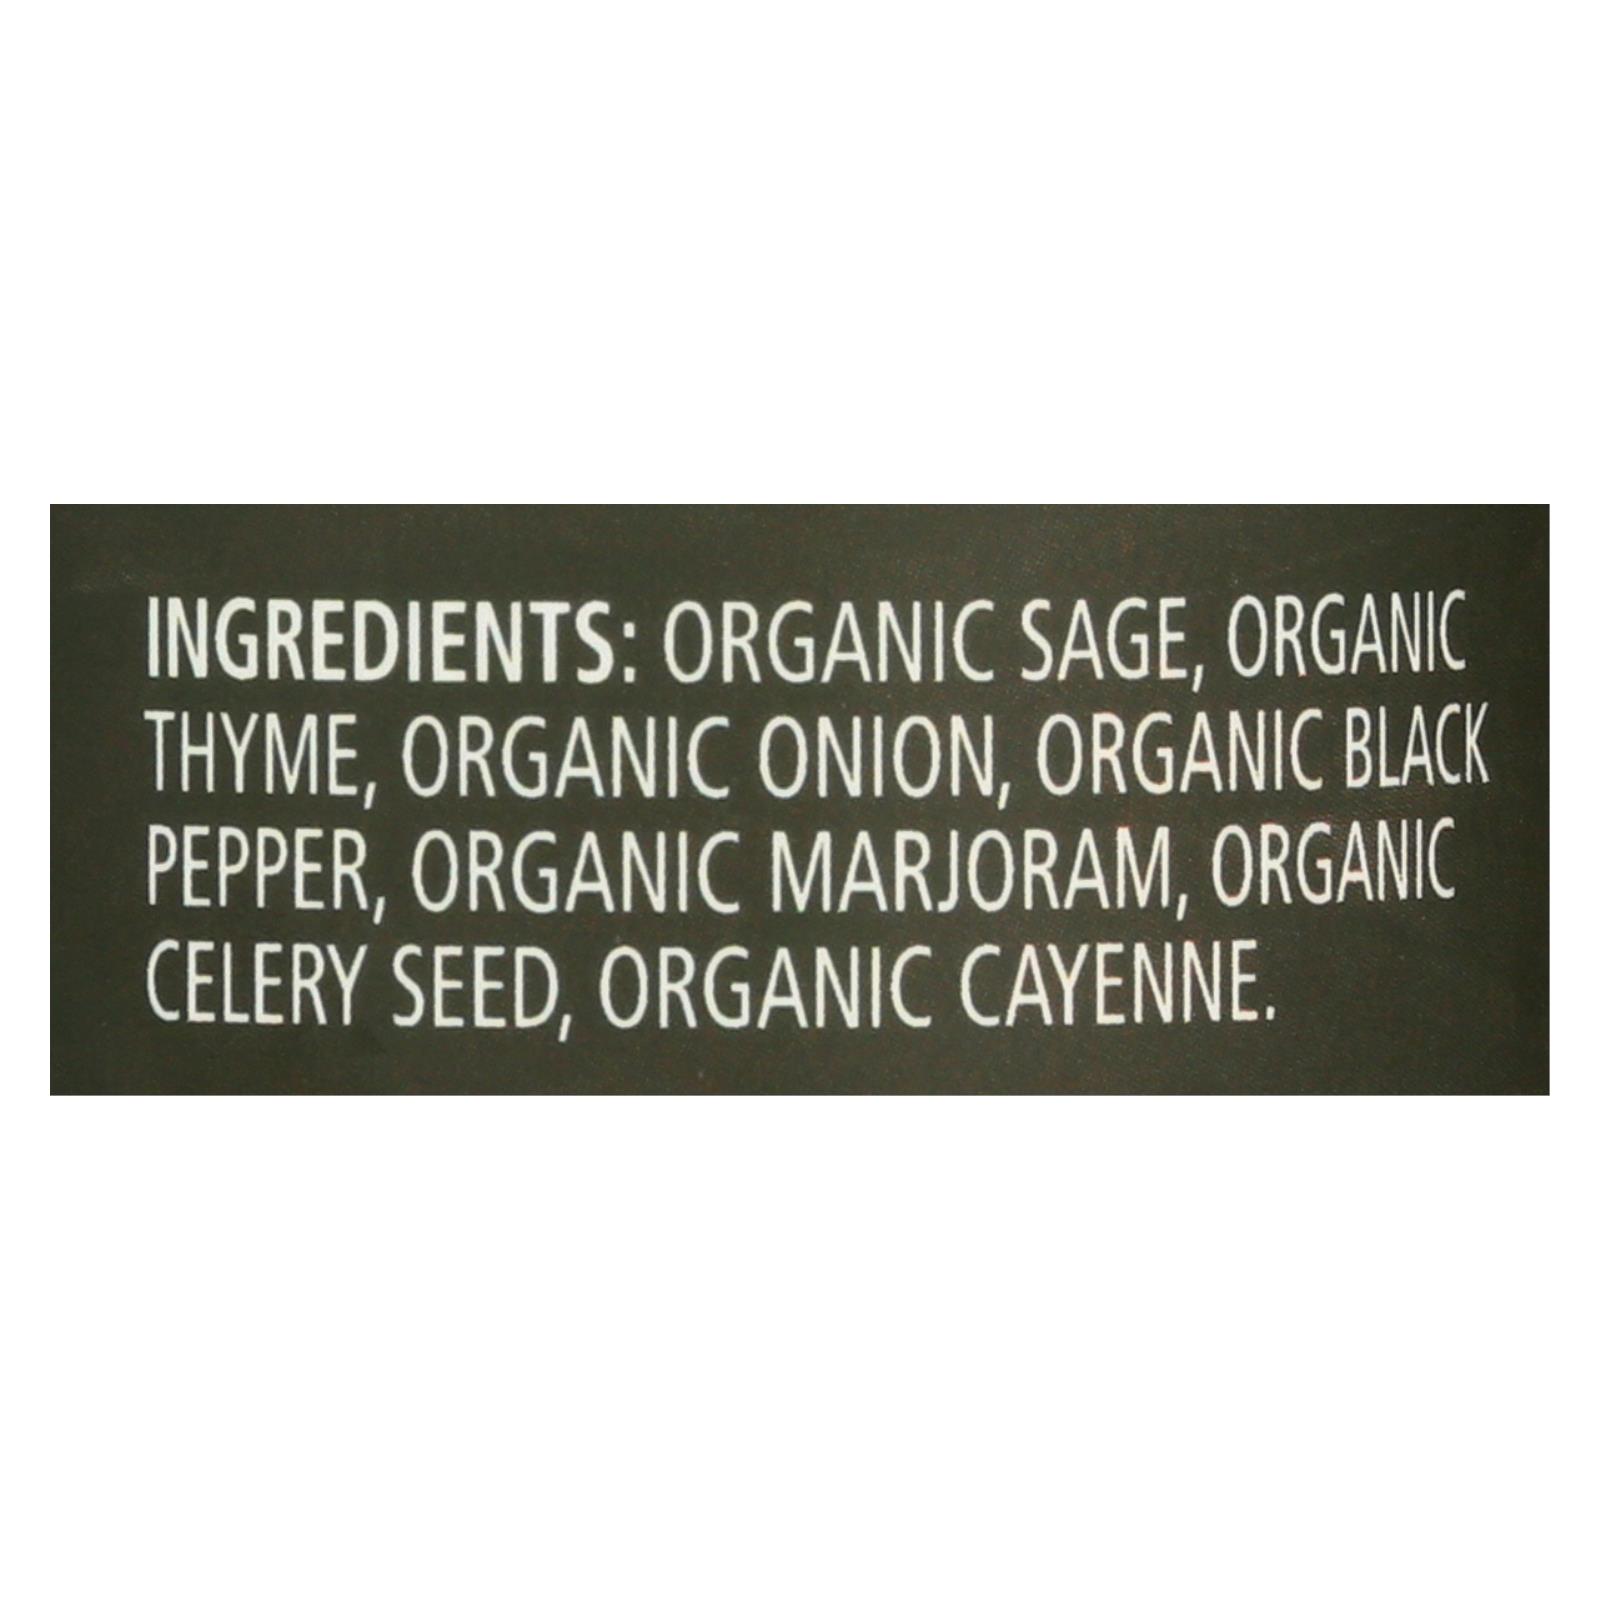 INGREDIENTS: ORGANIC SAGE, ORGANIC
THYME, ORGANIC ONION, ORGANIC BLACK
PEPPER, ORGANIC MARJORAM, ORGANIC
CELERY SEED, ORGANIC CAYENNE.